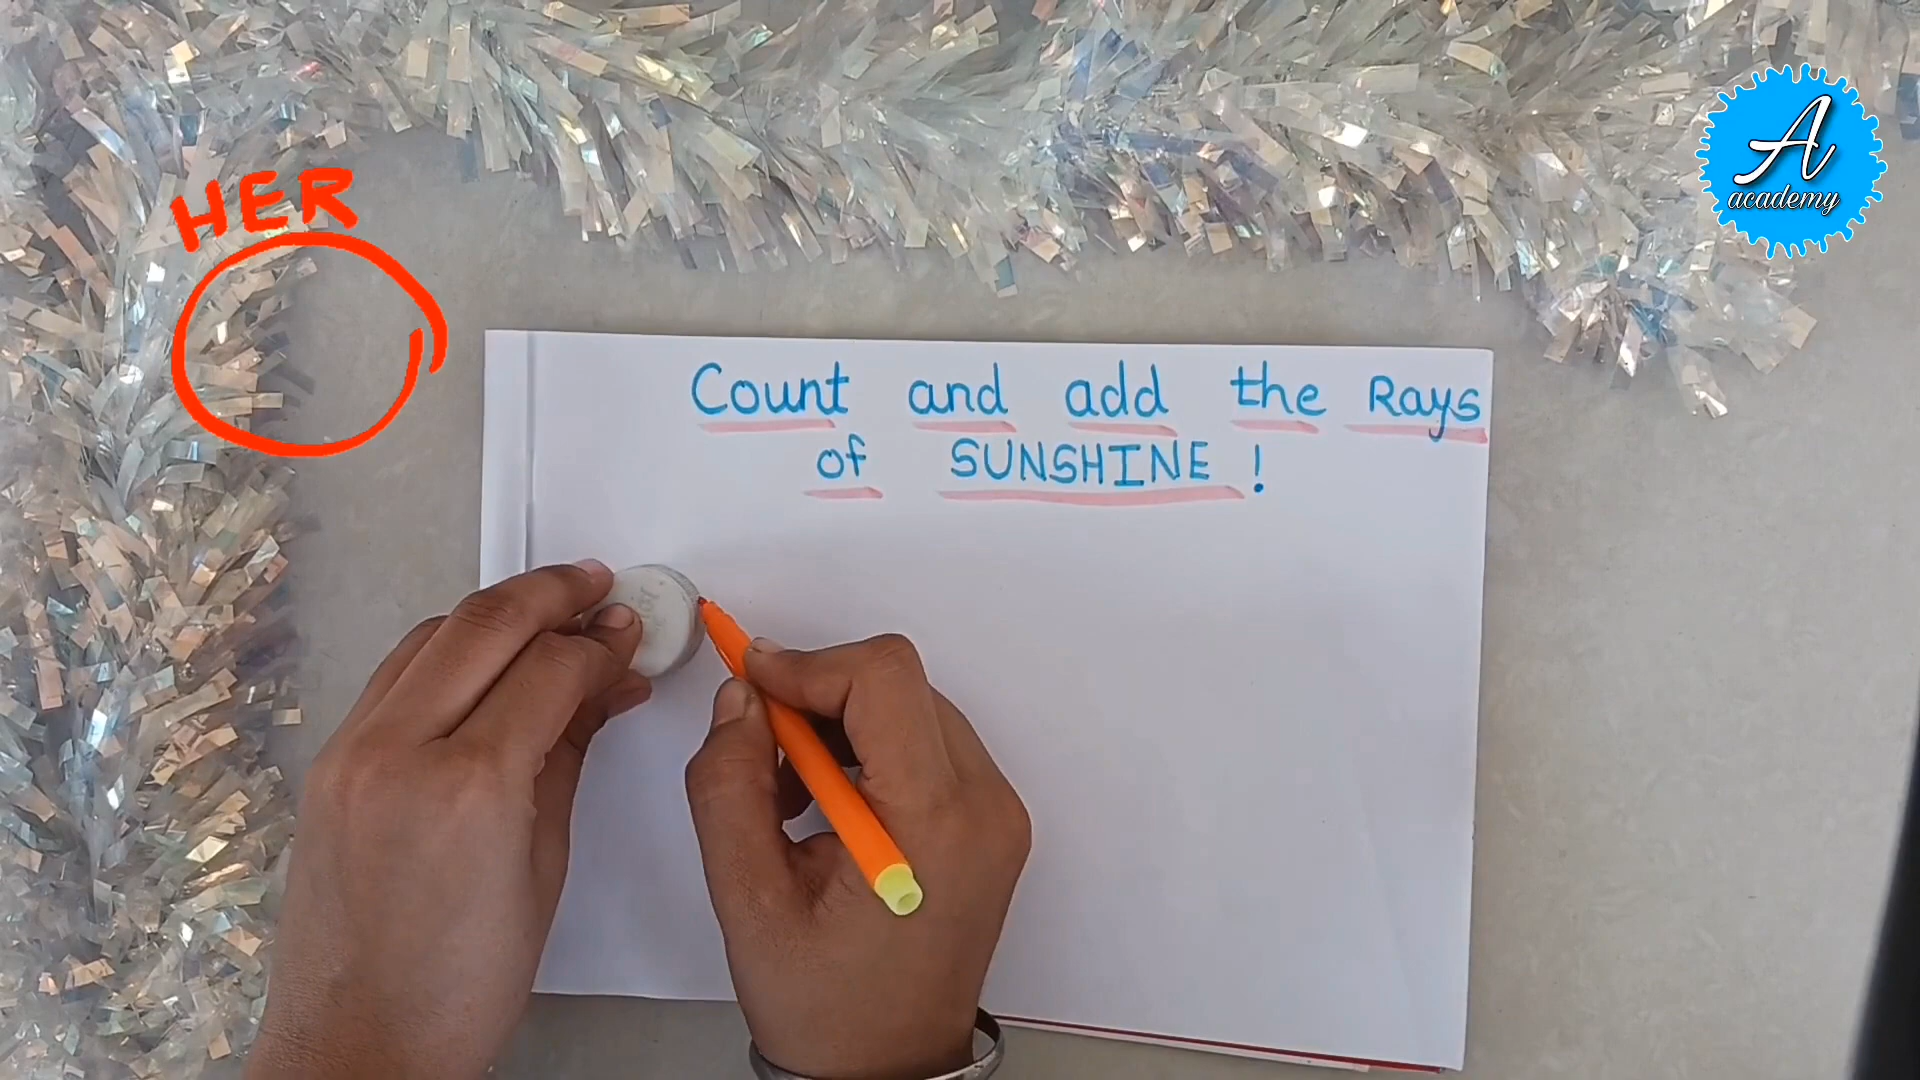 HER
A
academy
Count and add the Rays
of SUNSHINE !